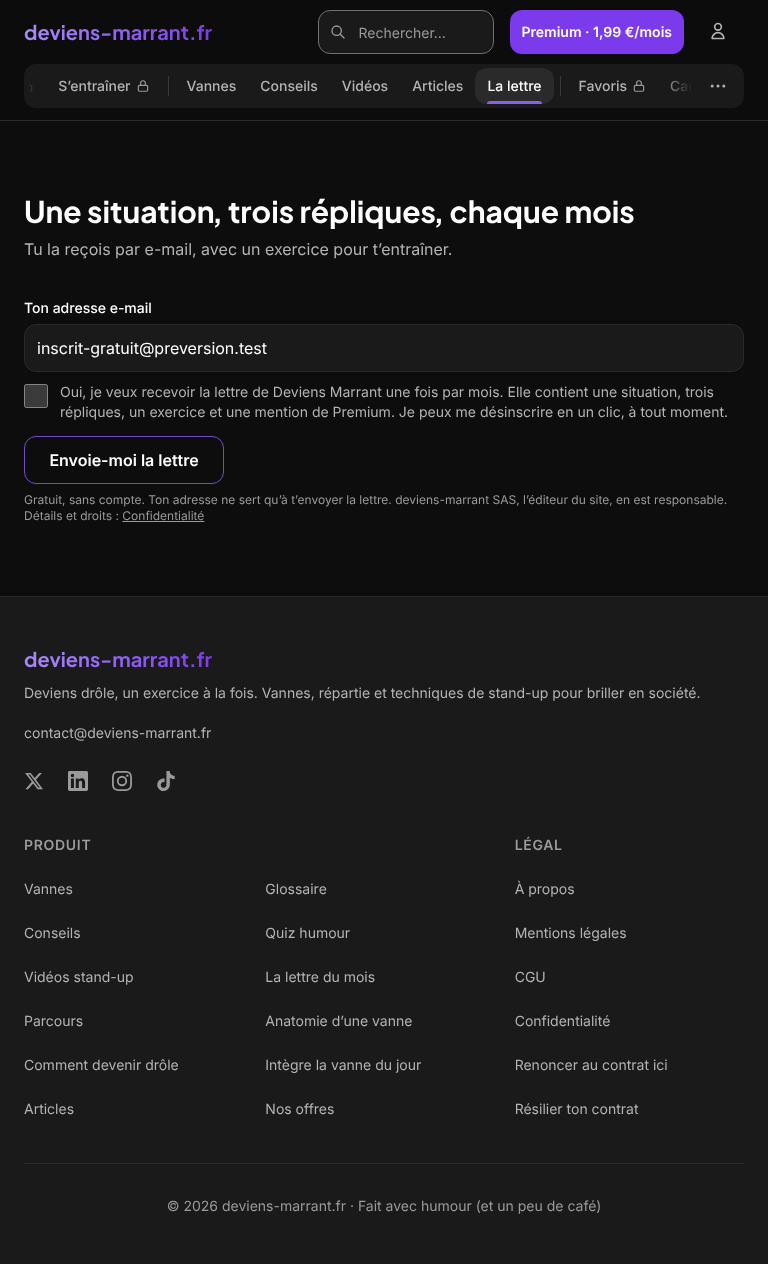 deviens-marrant.fr
Rechercher...
Premium · 1,99 €/mois
S’entraîner
Vannes
Conseils
Vidéos
Articles
La lettre
Favoris
Une situation, trois répliques, chaque mois
Tu la reçois par e-mail, avec un exercice pour t’entraîner.
Ton adresse e-mail
inscrit-gratuit@preversion.test
Oui, je veux recevoir la lettre de Deviens Marrant une fois par mois. Elle contient une situation, trois
répliques, un exercice et une mention de Premium. Je peux me désinscrire en un clic, à tout moment.
Envoie-moi la lettre
Gratuit, sans compte. Ton adresse ne sert qu’à t’envoyer la lettre. deviens-marrant SAS, l’éditeur du site, en est responsable.
Détails et droits : Confidentialité
deviens-marrant.fr
Deviens drôle, un exercice à la fois. Vannes, répartie et techniques de stand-up pour briller en société.
contact@deviens-marrant.fr
PRODUIT
Vannes
Conseils
Vidéos stand-up
Parcours
Comment devenir drôle
Articles
Glossaire
Quiz humour
La lettre du mois
Anatomie d’une vanne
Intègre la vanne du jour
Nos offres
LÉGAL
À propos
Mentions légales
CGU
Confidentialité
Renoncer au contrat ici
Résilier ton contrat
© 2026 deviens-marrant.fr · Fait avec humour (et un peu de café)